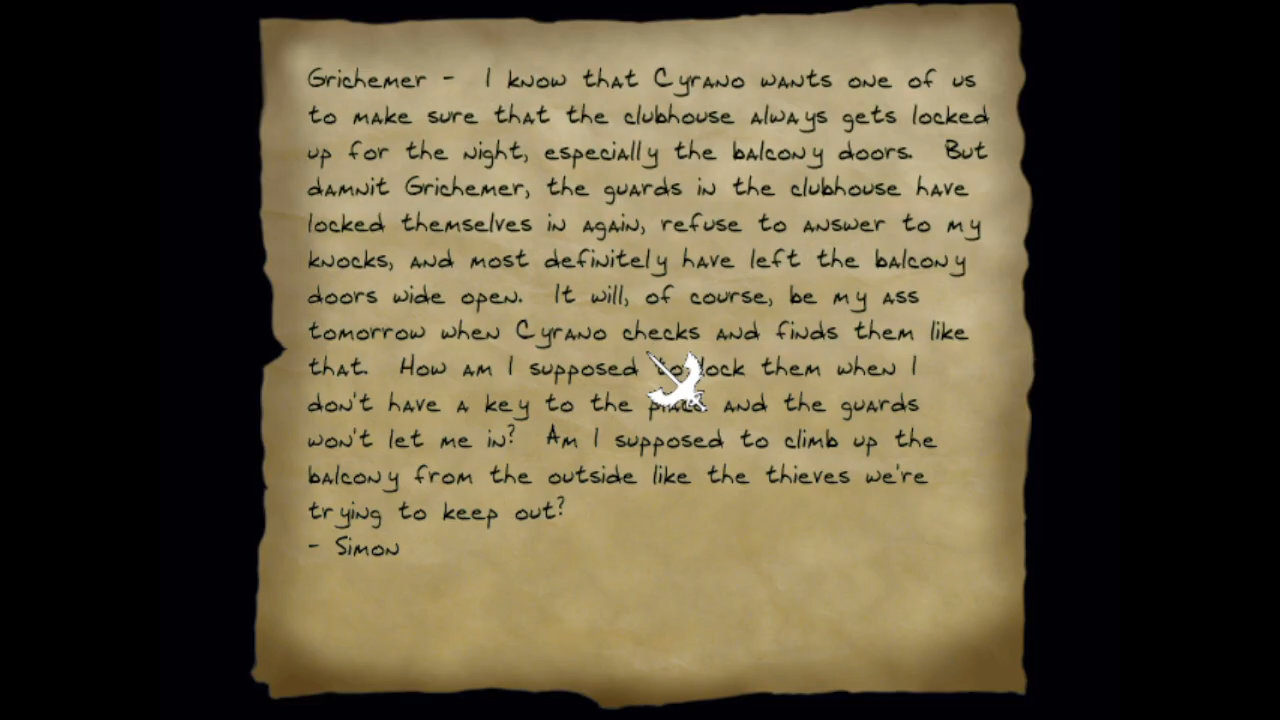 Grichemer - I know that Cyrano wants one of us
to make sure that the clubhouse always gets locked
up for the night, especially the balcony doors. But
damnit Grichemer, the guards in the clubhouse have
locked themselves in again, refuse to answer to my
knocks, and most definitely have left the balcony
doors wide open. It will, of course, be my ass
tomorrow when Cyrano checks and finds them like
that. How am I supposed to lock them when I
don't have a key to the place and the guards
won't let me in? Am I supposed to climb up the
balcony from the outside like the thieves we're
trying to keep out?
- Simon